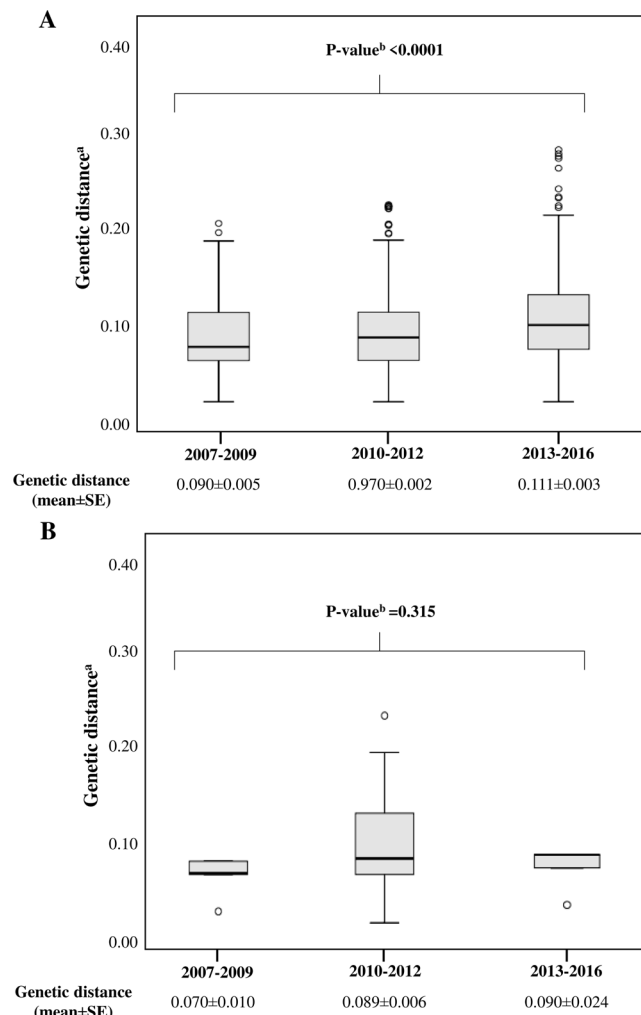 A
P-valueᵇ <0.0001
Genetic distanceᵃ
0.40
0.30
0.20
0.10
0.00
2007-2009 2010-2012 2013-2016
Genetic distance
(mean±SE)
0.090±0.005 0.970±0.002 0.111±0.003
B
P-valueᵇ =0.315
Genetic distanceᵃ
0.40
0.30
0.20
0.10
0.00
2007-2009 2010-2012 2013-2016
Genetic distance
(mean±SE)
0.070±0.010 0.089±0.006 0.090±0.024